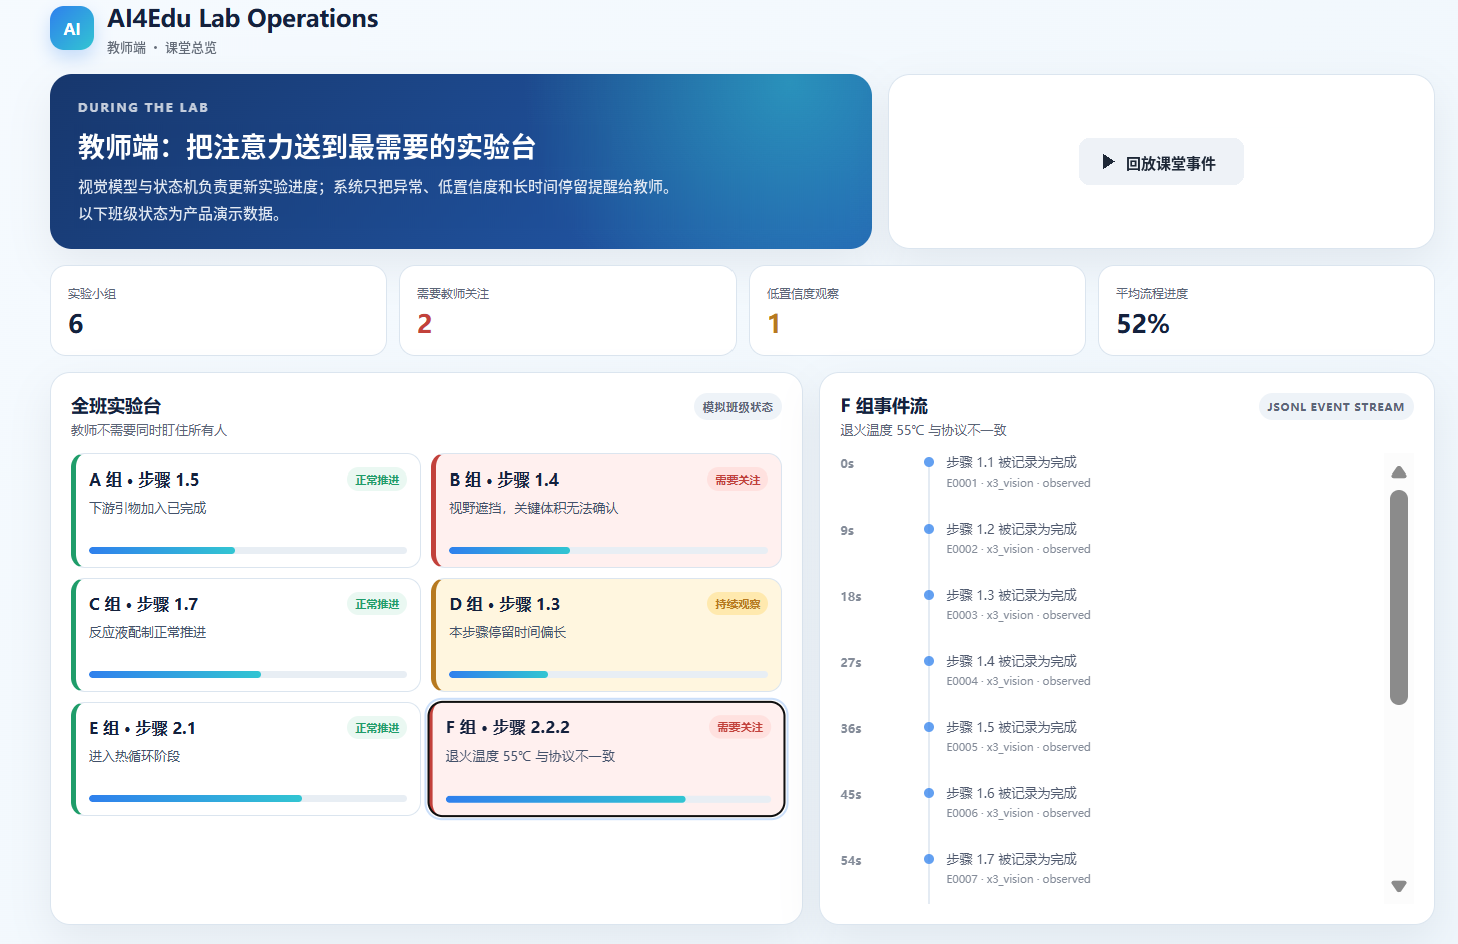 AI
AI4Edu Lab Operations
教师端 · 课堂总览
DURING THE LAB
教师端：把注意力送到最需要的实验台
视觉模型与状态机负责更新实验进度；系统只把异常、低置信度和长时间停留提醒给教师。
以下班级状态为产品演示数据。
回放课堂事件
实验小组
6
需要教师关注
2
低置信度观察
1
平均流程进度
52%
全班实验台
教师不需要同时盯住所有人
模拟班级状态
A 组 • 步骤 1.5
正常推进
下游引物加入已完成
B 组 • 步骤 1.4
需要关注
视野遮挡，关键体积无法确认
C 组 • 步骤 1.7
正常推进
反应液配制正常推进
D 组 • 步骤 1.3
持续观察
本步骤停留时间偏长
E 组 • 步骤 2.1
正常推进
进入热循环阶段
F 组 • 步骤 2.2.2
需要关注
退火温度 55℃ 与协议不一致
F 组事件流
JSONL EVENT STREAM
退火温度 55℃ 与协议不一致
0s
步骤 1.1 被记录为完成
E0001 · x3_vision · observed
9s
步骤 1.2 被记录为完成
E0002 · x3_vision · observed
18s
步骤 1.3 被记录为完成
E0003 · x3_vision · observed
27s
步骤 1.4 被记录为完成
E0004 · x3_vision · observed
36s
步骤 1.5 被记录为完成
E0005 · x3_vision · observed
45s
步骤 1.6 被记录为完成
E0006 · x3_vision · observed
54s
步骤 1.7 被记录为完成
E0007 · x3_vision · observed